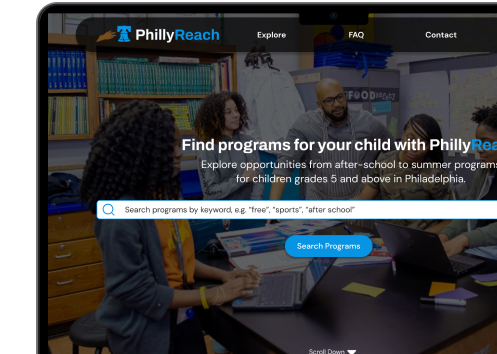 PhillyReach
Explore
FAQ
Contact
Find programs for your child with PhillyRea
Explore opportunities from after-school to summer programs
for children grades 5 and above in Philadelphia.
Search programs by keyword, e.g. "free", "sports", "after school"
Search Programs
Scroll Down